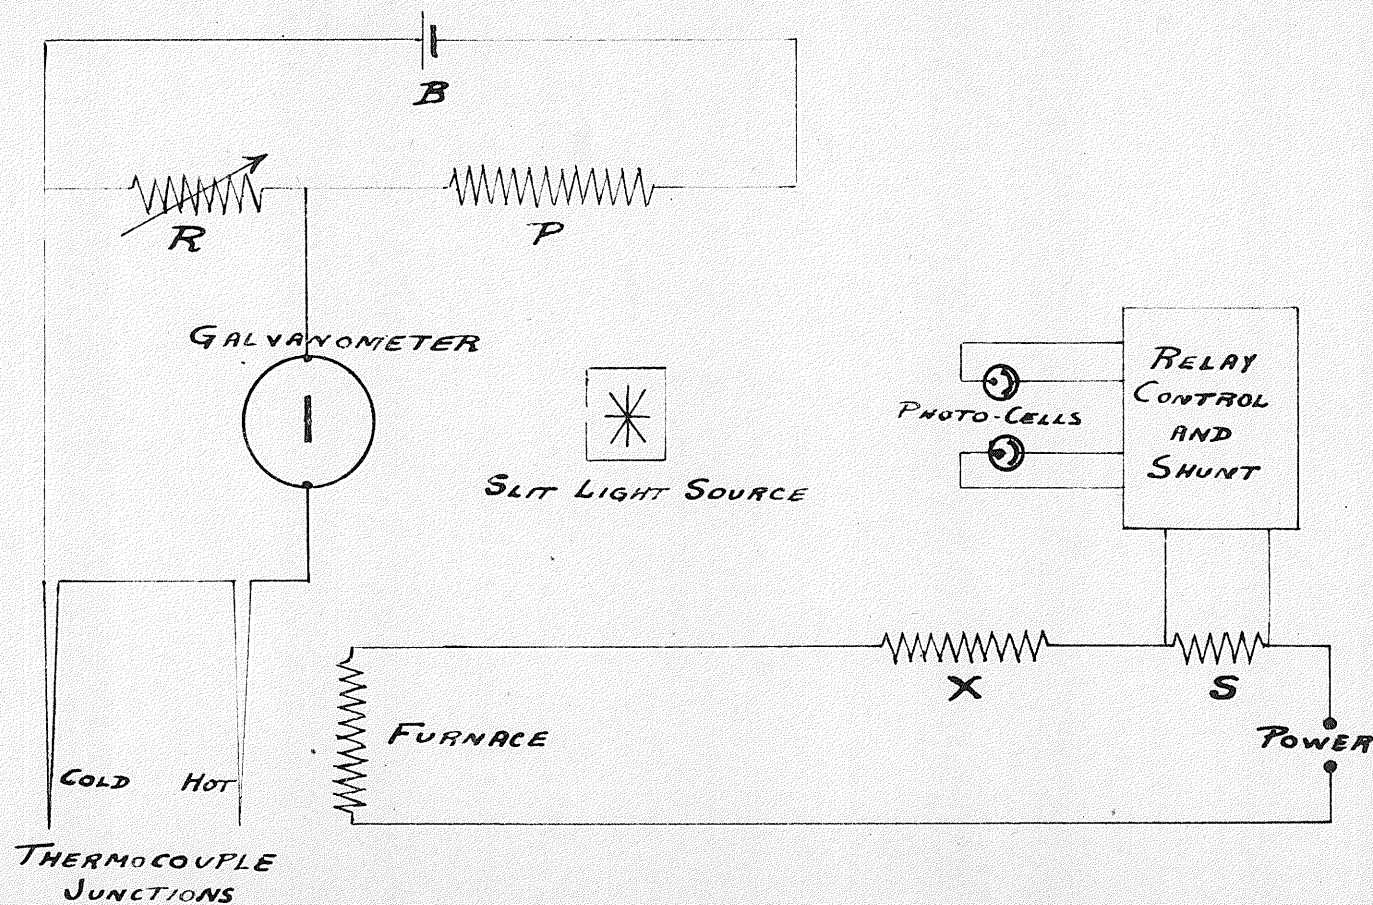 B
R
P
GALVANOMETER
SLIT LIGHT SOURCE
PHOTO-CELLS
RELAY
CONTROL
AND
SHUNT
X
S
POWER
FURNACE
COLD
HOT
THERMOCOUPLE
JUNCTIONS